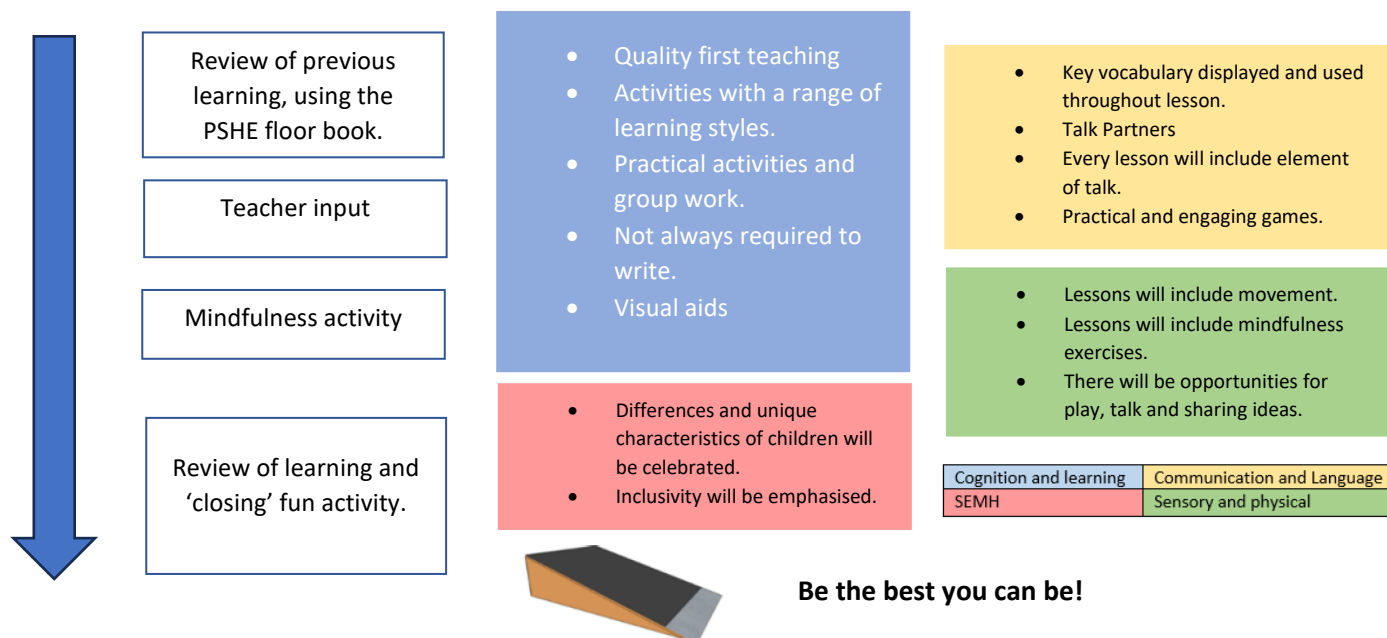 Review of previous
learning, using the
PSHE floor book.
Teacher input
Mindfulness activity
Review of learning and
‘closing’ fun activity.
• Quality first teaching
• Activities with a range of
learning styles.
• Practical activities and
group work.
• Not always required to
write.
• Visual aids
• Differences and unique
characteristics of children will
be celebrated.
• Inclusivity will be emphasised.
• Key vocabulary displayed and used
throughout lesson.
• Talk Partners
• Every lesson will include element
of talk.
• Practical and engaging games.
• Lessons will include movement.
• Lessons will include mindfulness
exercises.
• There will be opportunities for
play, talk and sharing ideas.
Cognition and learning Communication and Language
SEMH Sensory and physical
Be the best you can be!